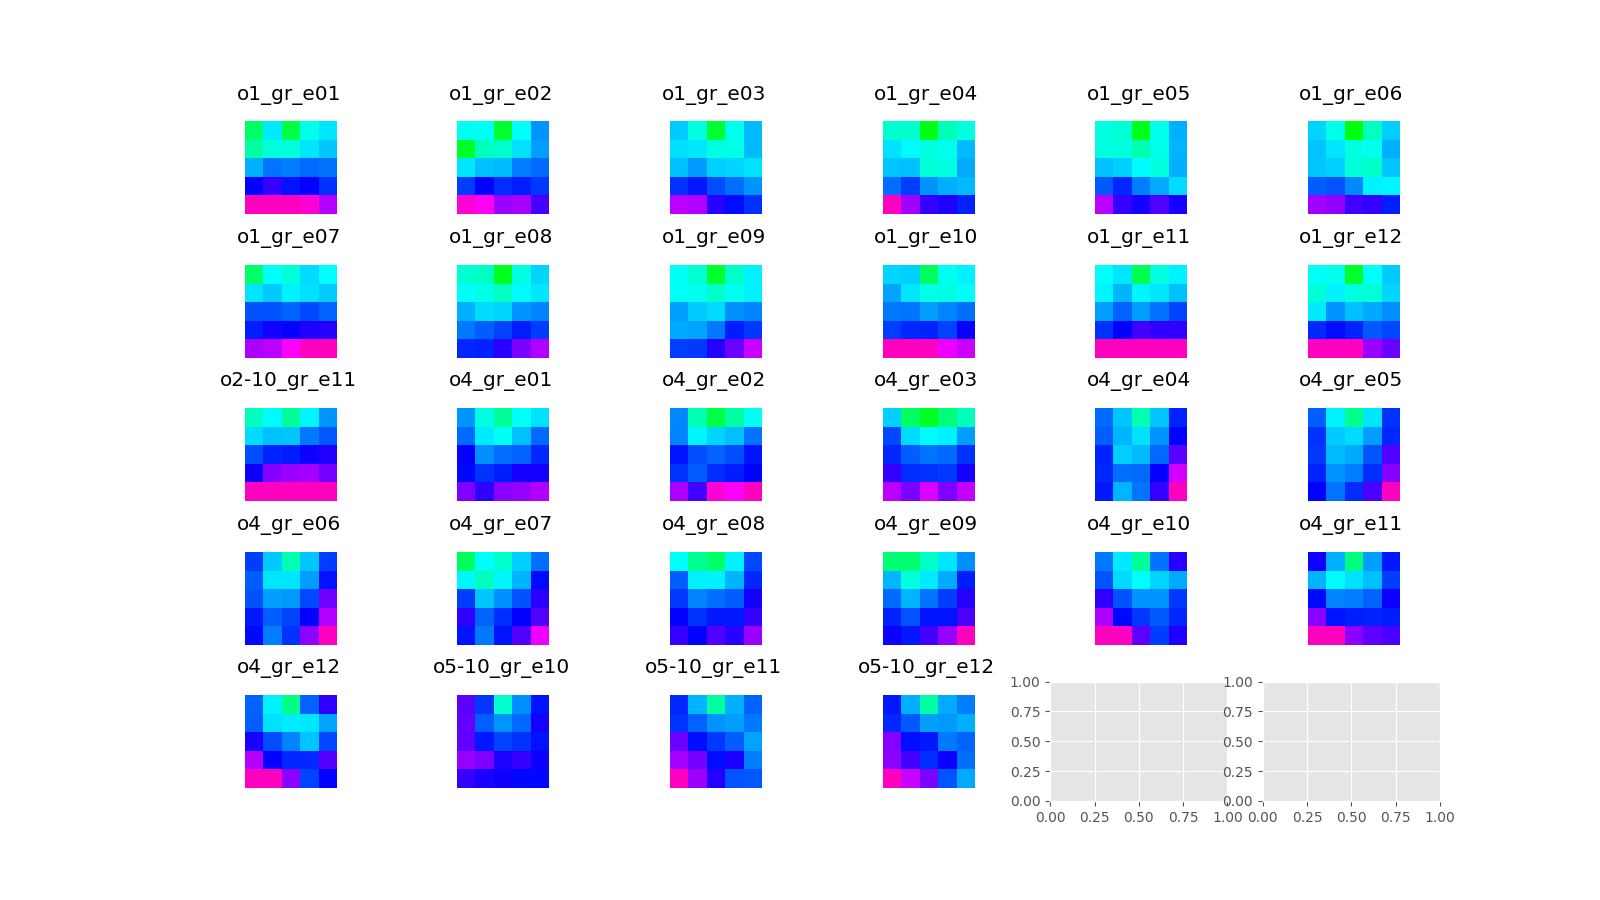 o1_gr_e01 o1_gr_e02 o1_gr_e03 o1_gr_e04 o1_gr_e05 o1_gr_e06
o1_gr_e07 o1_gr_e08 o1_gr_e09 o1_gr_e10 o1_gr_e11 o1_gr_e12
o2-10_gr_e11 o4_gr_e01 o4_gr_e02 o4_gr_e03 o4_gr_e04 o4_gr_e05
o4_gr_e06 o4_gr_e07 o4_gr_e08 o4_gr_e09 o4_gr_e10 o4_gr_e11
o4_gr_e12 o5-10_gr_e10 o5-10_gr_e11 o5-10_gr_e12
1.00 1.00
0.75 0.75
0.50 0.50
0.25 0.25
0.00 0.00
0.00 0.25 0.50 0.75 1.00 0.00 0.25 0.50 0.75 1.00